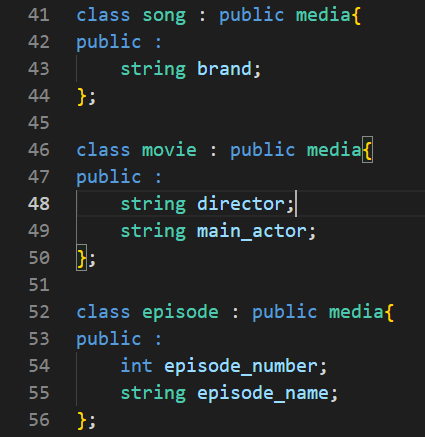 41 class song : public media{
42 public :
43     string brand;
44 };
45
46 class movie : public media{
47 public :
48     string director;
49     string main_actor;
50 };
51
52 class episode : public media{
53 public :
54     int episode_number;
55     string episode_name;
56 };